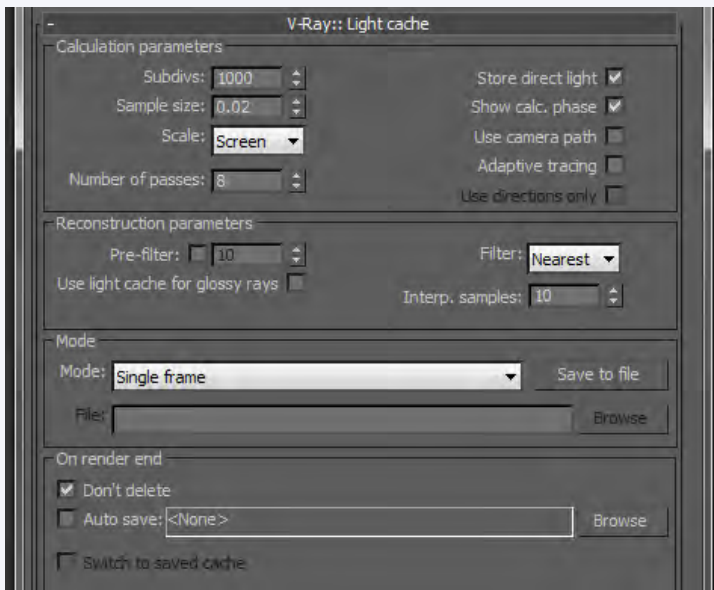 - V-Ray:: Light cache
Calculation parameters
Subdivs: 1000 Store direct light
Sample size: 0.02 Show calc. phase
Scale: Screen Use camera path
Adaptive tracing
Number of passes: 8
Use directions only
Reconstruction parameters
Pre-filter: 10 Filter: Nearest
Use light cache for glossy rays
Interp. samples: 10
Mode
Mode: Single frame Save to file
File: Browse
On render end
Don't delete
Auto save: <None> Browse
Switch to saved cache